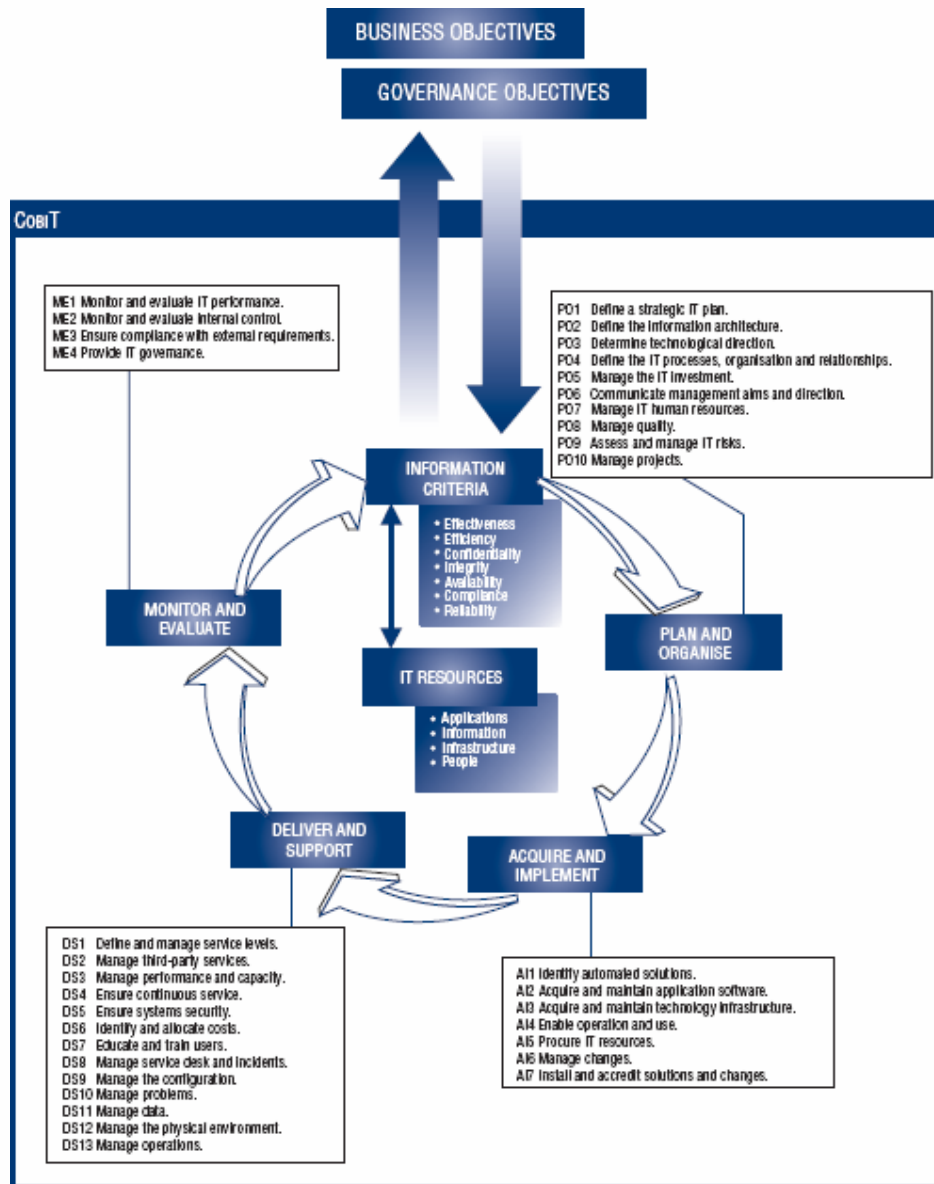 BUSINESS OBJECTIVES
GOVERNANCE OBJECTIVES
COBIT
ME1 Monitor and evaluate IT performance.
ME2 Monitor and evaluate internal control.
ME3 Ensure compliance with external requirements.
ME4 Provide IT governance.
PO1 Define a strategic IT plan.
PO2 Define the information architecture.
PO3 Determine technological direction.
PO4 Define the IT processes, organisation and relationships.
PO5 Manage the IT investment.
PO6 Communicate management aims and direction.
PO7 Manage IT human resources.
PO8 Manage quality.
PO9 Assess and manage IT risks.
PO10 Manage projects.
INFORMATION
CRITERIA
• Effectiveness
• Efficiency
• Confidentiality
• Integrity
• Availability
• Compliance
• Reliability
MONITOR AND
EVALUATE
PLAN AND
ORGANISE
IT RESOURCES
• Applications
• Information
• Infrastructure
• People
DELIVER AND
SUPPORT
ACQUIRE AND
IMPLEMENT
DS1 Define and manage service levels.
DS2 Manage third-party services.
DS3 Manage performance and capacity.
DS4 Ensure continuous service.
DS5 Ensure systems security.
DS6 Identify and allocate costs.
DS7 Educate and train users.
DS8 Manage service desk and incidents.
DS9 Manage the configuration.
DS10 Manage problems.
DS11 Manage data.
DS12 Manage the physical environment.
DS13 Manage operations.
AI1 Identify automated solutions.
AI2 Acquire and maintain application software.
AI3 Acquire and maintain technology infrastructure.
AI4 Enable operation and use.
AI5 Procure IT resources.
AI6 Manage changes.
AI7 Install and accredit solutions and changes.